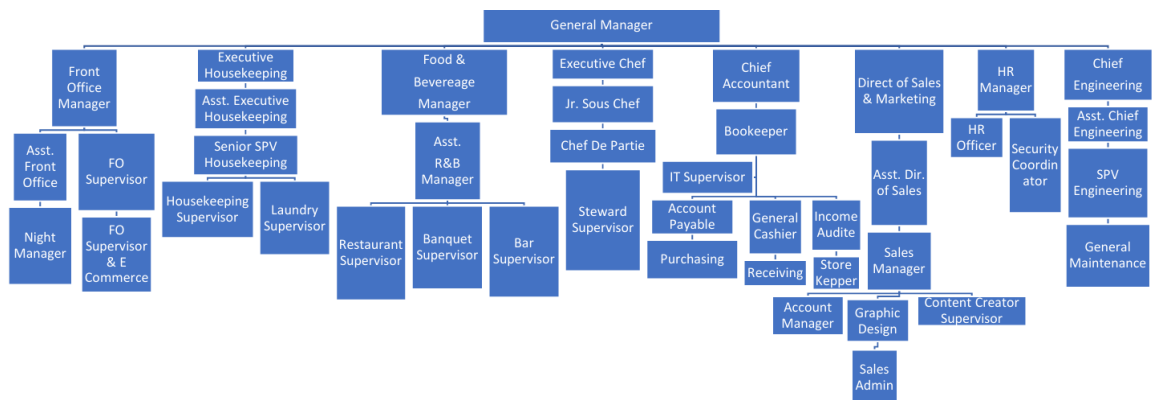 General Manager
Front
Office
Manager
Asst.
Front
Office
Night
Manager
FO
Supervisor
FO
Supervisor
& E
Commerce
Executive
Housekeeping
Asst. Executive
Housekeeping
Senior SPV
Housekeeping
Housekeeping
Supervisor
Laundry
Supervisor
Food &
Bevereage
Manager
Asst.
R&B
Manager
Restaurant
Supervisor
Banquet
Supervisor
Bar
Supervisor
Executive Chef
Jr. Sous Chef
Chef De Partie
Steward
Supervisor
Chief
Accountant
Bookeeper
IT Supervisor
Account
Payable
Purchasing
General
Cashier
Receiving
Income
Audite
Store
Kepper
Direct of Sales
& Marketing
Asst. Dir.
of Sales
Sales
Manager
Account
Manager
Graphic
Design
Sales
Admin
Content Creator
Supervisor
HR
Manager
HR
Officer
Security
Coordin
ator
Chief
Engineering
Asst. Chief
Engineering
SPV
Engineering
General
Maintenance